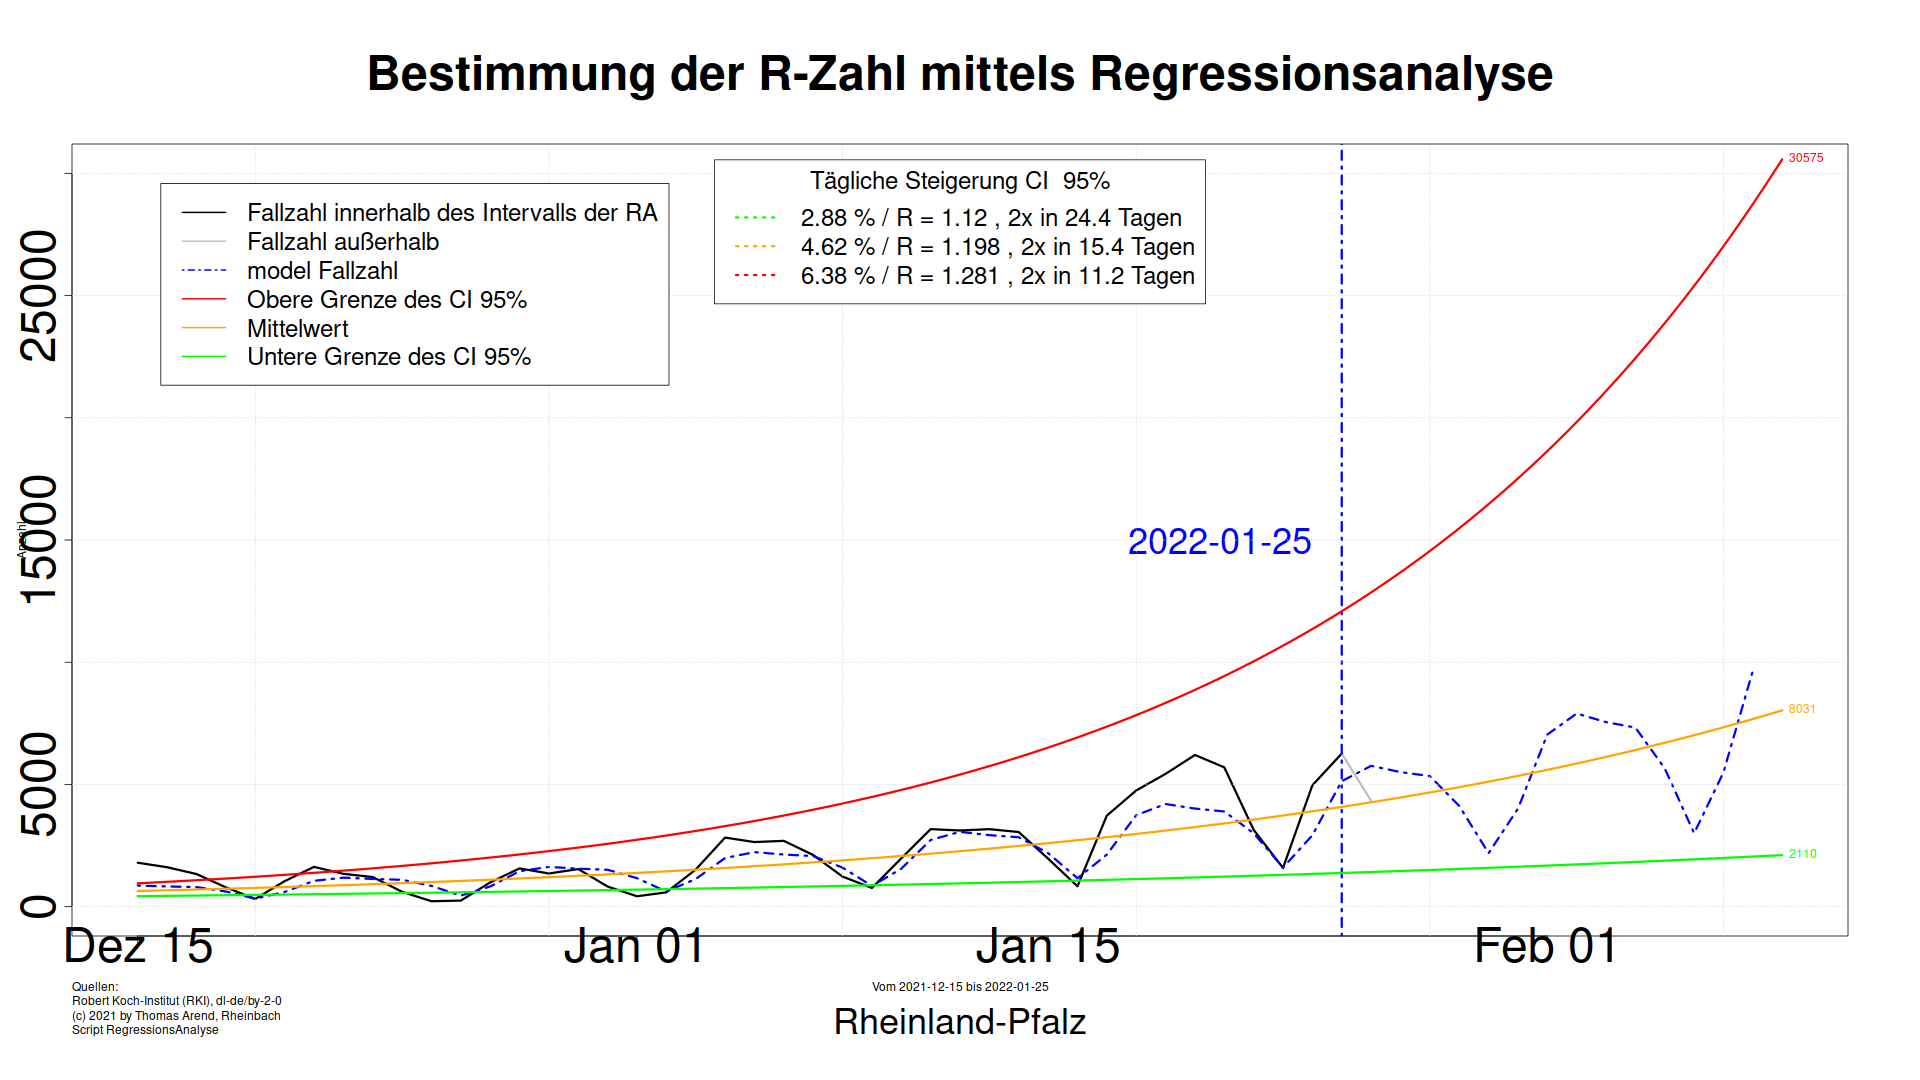 Bestimmung der R-Zahl mittels Regressionsanalyse
Fallzahl innerhalb des Intervalls der RA
Fallzahl außerhalb
model Fallzahl
Obere Grenze des CI 95%
Mittelwert
Untere Grenze des CI 95%
Tägliche Steigerung CI 95%
2.88 % / R = 1.12 , 2x in 24.4 Tagen
4.62 % / R = 1.198 , 2x in 15.4 Tagen
6.38 % / R = 1.281 , 2x in 11.2 Tagen
30575
25000
15000
Anzahl
2022-01-25
8031
5000
2110
0
Dez 15
Jan 01
Jan 15
Feb 01
Quellen:
Robert Koch-Institut (RKI), dl-de/by-2-0
(c) 2021 by Thomas Arend, Rheinbach
Script RegressionsAnalyse
Vom 2021-12-15 bis 2022-01-25
Rheinland-Pfalz